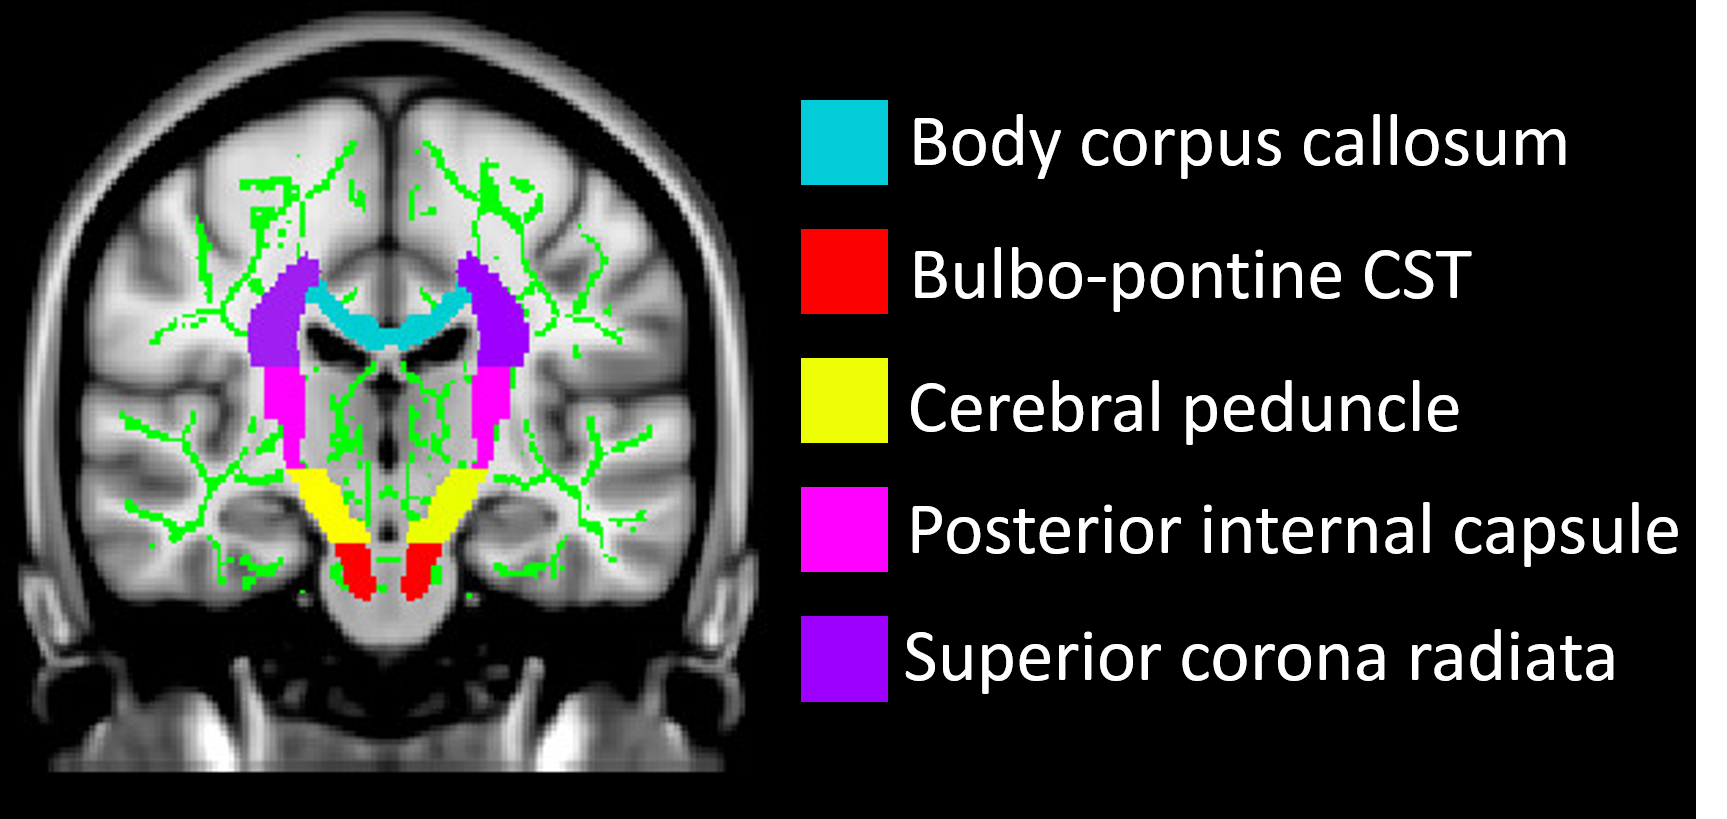 Body corpus callosum
Bulbo-pontine CST
Cerebral peduncle
Posterior internal capsule
Superior corona radiata